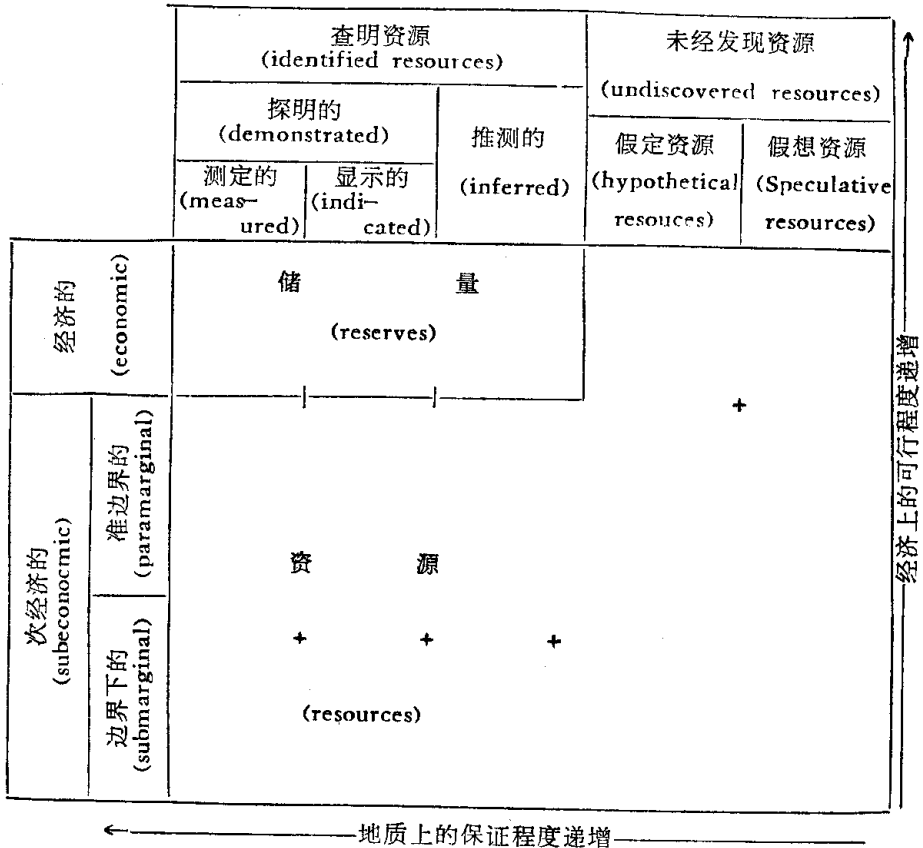 查明资源
(identified resources)
未经发现资源
(undiscovered resources)
探明的
(demonstrated)
推测的
(inferred)
假定资源
(hypothetical
resouces)
假想资源
(Speculative
resources)
测定的
(meas-
ured)
显示的
(indi-
cated)
经济的
(economic)
储 量
(reserves)
次经济的
(subeconocmic)
准边界的
(paramarginal)
边界下的
(submarginal)
资 源
(resources)
经济上的可行程度递增
地质上的保证程度递增